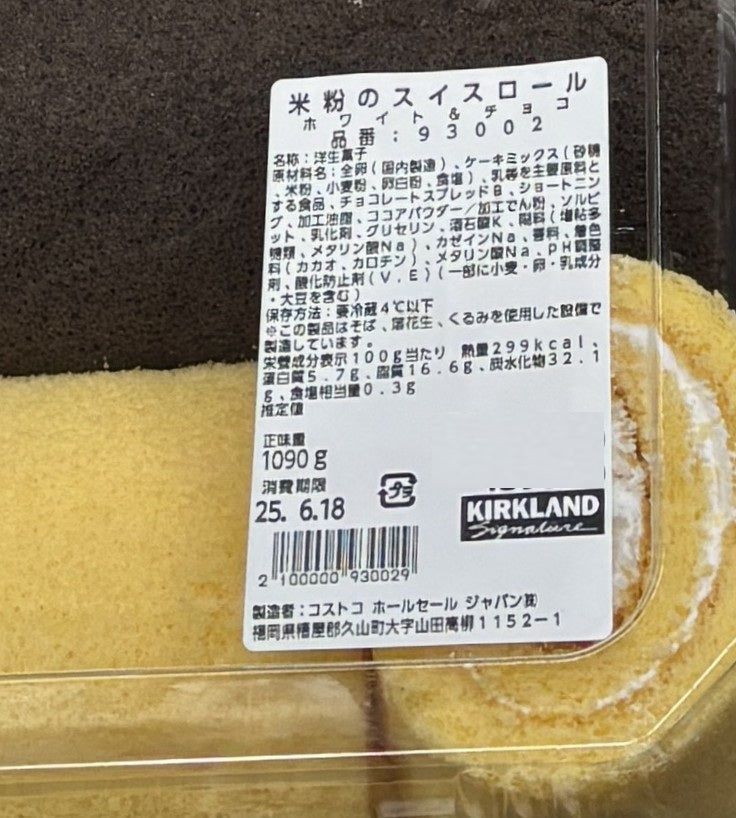 米粉のスイスロール
ホワイト&チョコ
品番:93002
名称:洋生菓子
原材料名:全卵(国内製造)、ケーキミックス(砂糖
、米粉、小麦粉、卵白粉、食塩)、乳等を主要原料と
する食品、チョコレートスプレッドB、ショートニン
グ、加工油脂、ココアパウダー/加工でん粉、ソルビ
ット、乳化剤、グリセリン、酒石酸K、増粘多
糖類、メタリン酸Na)、カゼインNa、香料、着色
料(カカオ、カロチン)、メタリン酸Na、pH調整
剤、酸化防止剤(V.E)(一部に小麦・卵・乳成分
・大豆を含む)
保存方法:要冷蔵4℃以下
※この製品はそば、落花生、くるみを使用した設備で
製造しています。
栄養成分表示100g当たり 熱量299kcal、
蛋白質5.7g、脂質16.6g、炭水化物32.1
g、食塩相当量0.3g
推定値
正味量
1090g
消費期限
25. 6.18
プラ
KIRKLAND
Signature
2 100000 930029
製造者:コストコ ホールセール ジャパン㈱
福岡県糟屋郡久山町大字山田高柳1152-1